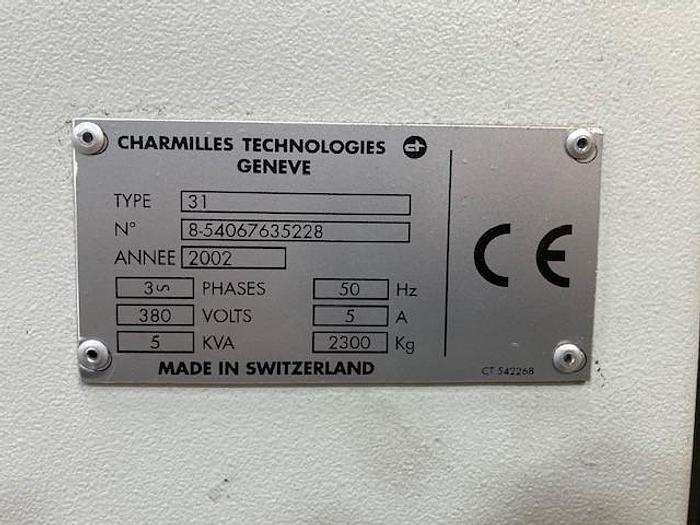 CHARMILLES TECHNOLOGIES
GENEVE
TYPE 31
N° 8-54067635228
ANNEE 2002
3∽ PHASES 50 Hz
380 VOLTS 5 A
5 KVA 2300 Kg
MADE IN SWITZERLAND
CE
CT 542268